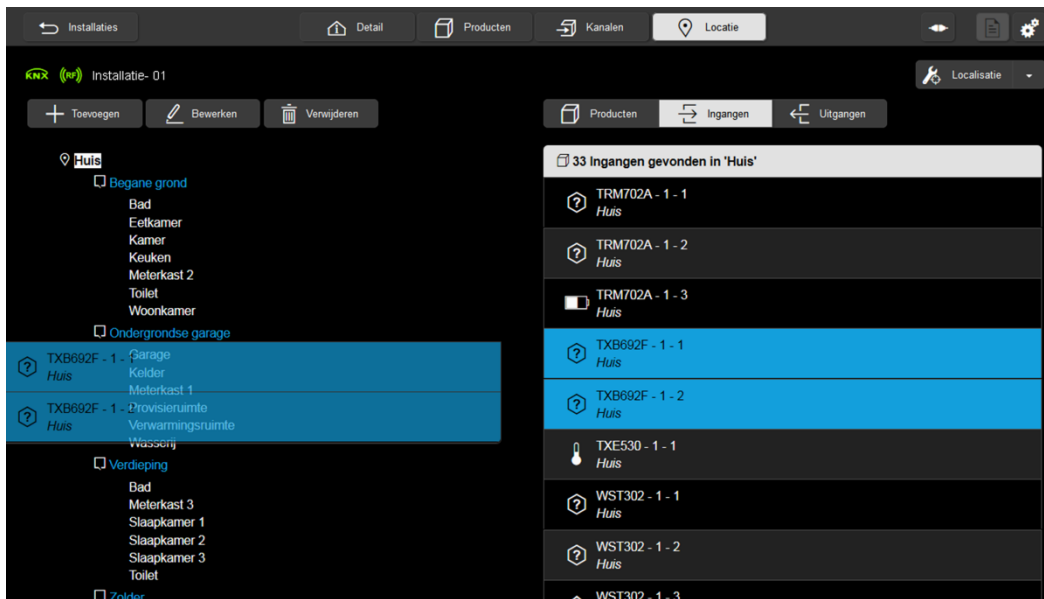 Installaties
Detail
Producten
Kanalen
Locatie
KNX ((RF)) Installatie- 01
Localisatie
Toevoegen
Bewerken
Verwijderen
Producten
Ingangen
Uitgangen
Huis
Begane grond
Bad
Eetkamer
Kamer
Keuken
Meterkast 2
Toilet
Woonkamer
Ondergrondse garage
Garage
Kelder
Meterkast 1
Provisieruimte
Verwarmingsruimte
Wasserij
TXB692F - 1 - 1
Huis
TXB692F - 1 - 2
Huis
Verdieping
Bad
Meterkast 3
Slaapkamer 1
Slaapkamer 2
Slaapkamer 3
Toilet
Zolder
33 Ingangen gevonden in 'Huis'
TRM702A - 1 - 1
Huis
TRM702A - 1 - 2
Huis
TRM702A - 1 - 3
Huis
TXB692F - 1 - 1
Huis
TXB692F - 1 - 2
Huis
TXE530 - 1 - 1
Huis
WST302 - 1 - 1
Huis
WST302 - 1 - 2
Huis
WST302 - 1 - 3